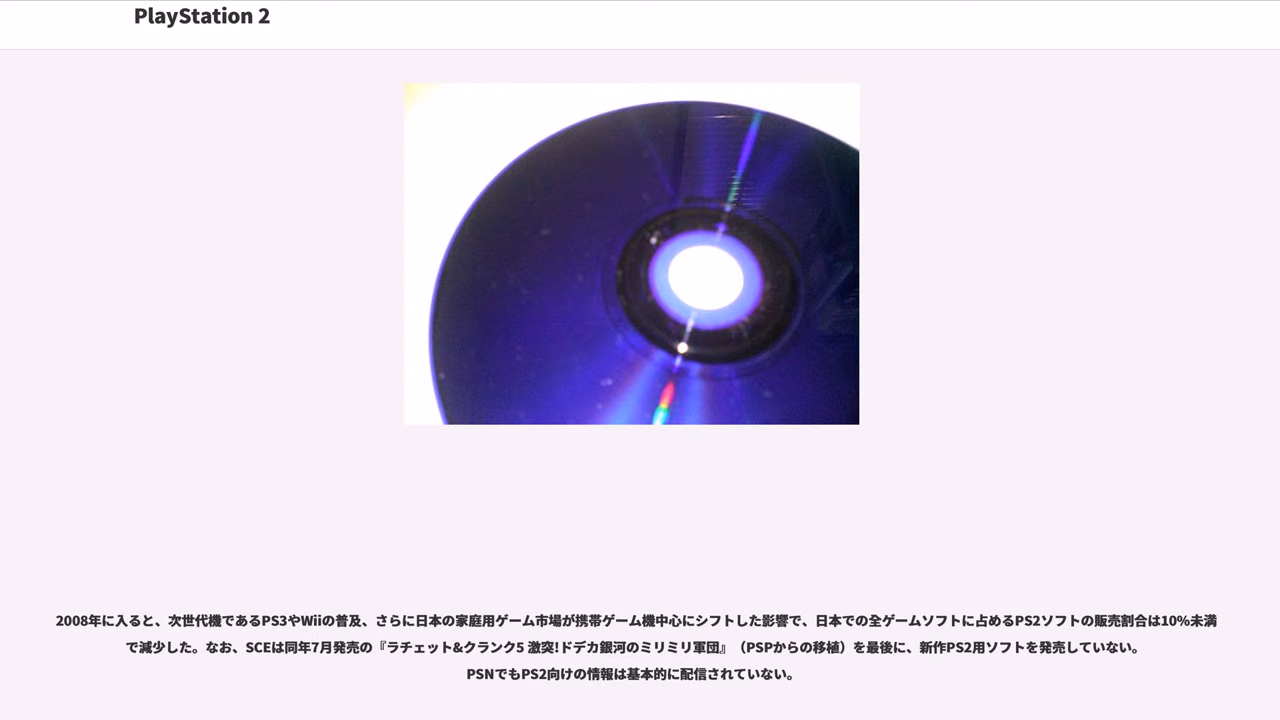 PlayStation 2
2008年に入ると、次世代機であるPS3やWiiの普及、さらに日本の家庭用ゲーム市場が携帯ゲーム機中心にシフトした影響で、日本での全ゲームソフトに占めるPS2ソフトの販売割合は10%未満
で減少した。なお、SCEは同年7月発売の『ラチェット&クランク5 激突!ドデカ銀河のミリミリ軍団』（PSPからの移植）を最後に、新作PS2用ソフトを発売していない。
PSNでもPS2向けの情報は基本的に配信されていない。